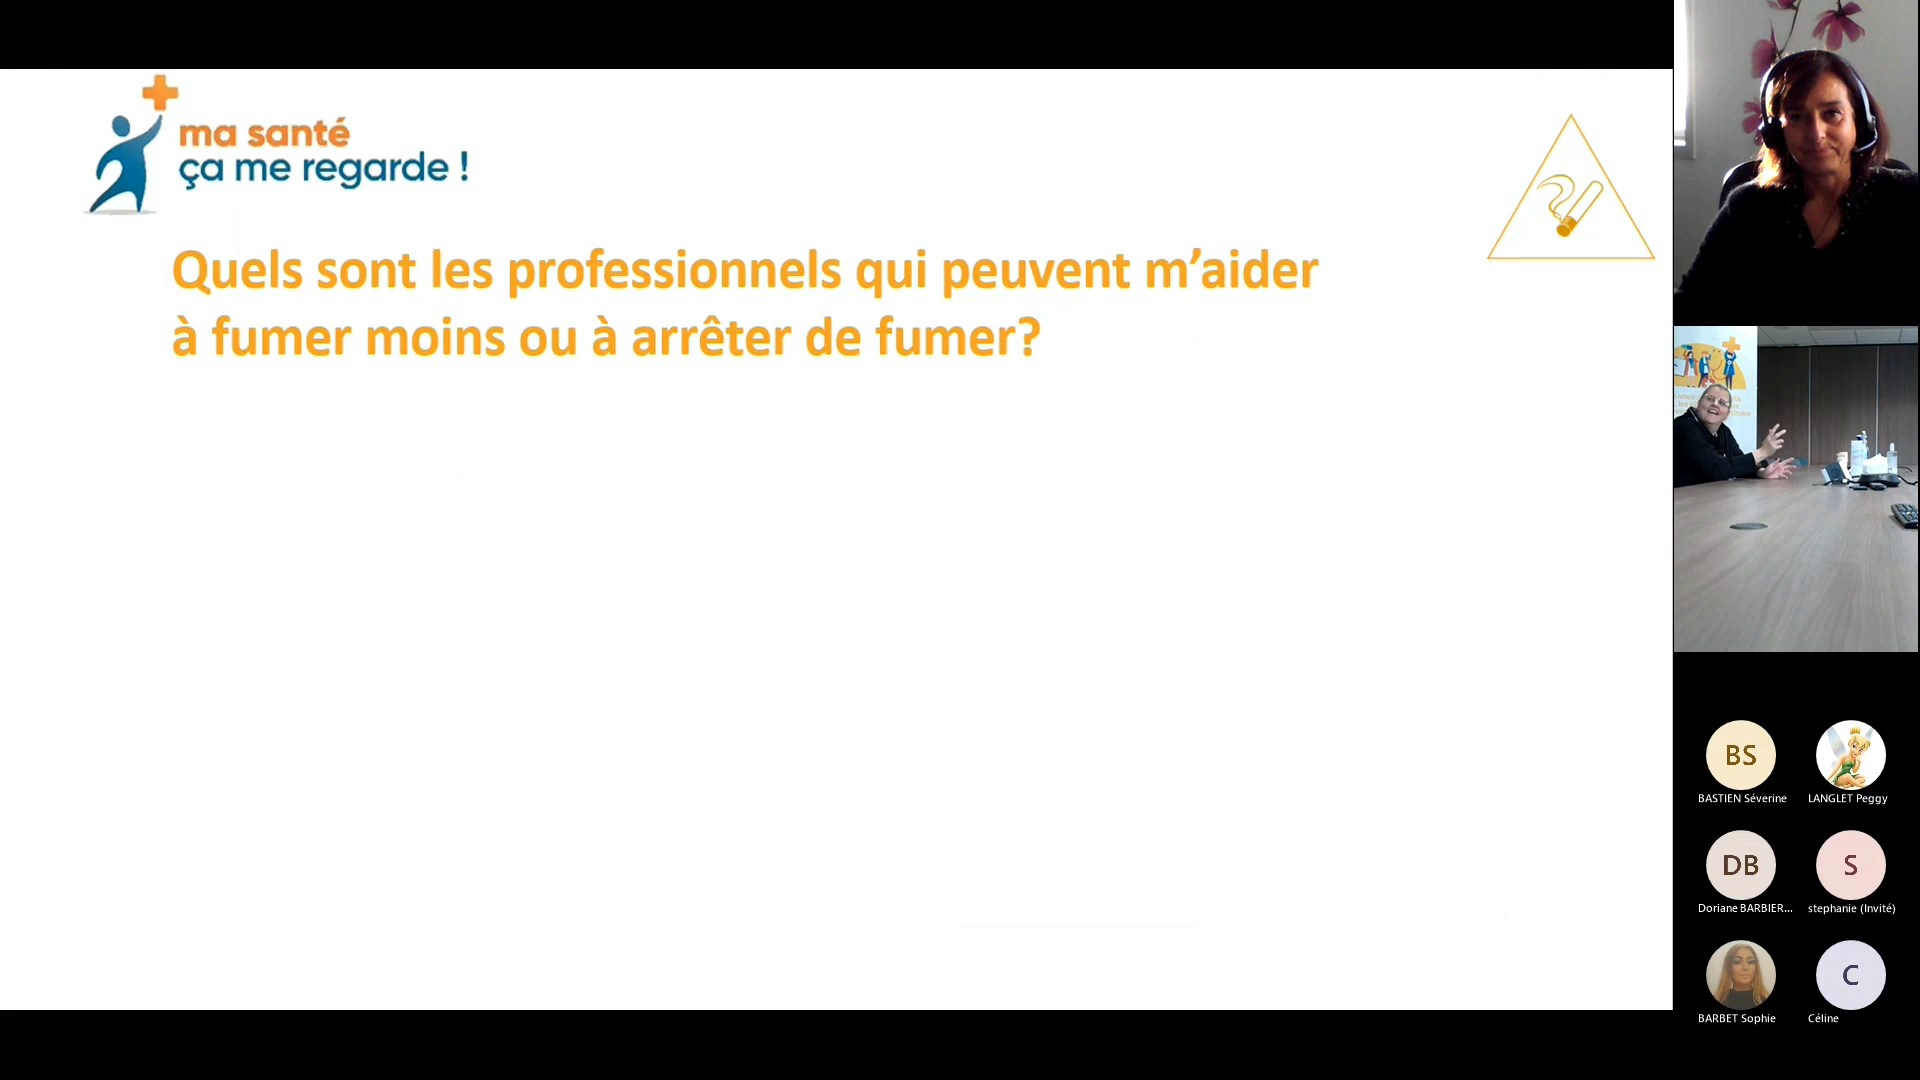 ma santé
ça me regarde !
Quels sont les professionnels qui peuvent m’aider
à fumer moins ou à arrêter de fumer?
BS
BASTIEN Séverine
LANGLET Peggy
DB
Doriane BARBIER...
S
stephanie (Invité)
BARBET Sophie
C
Céline